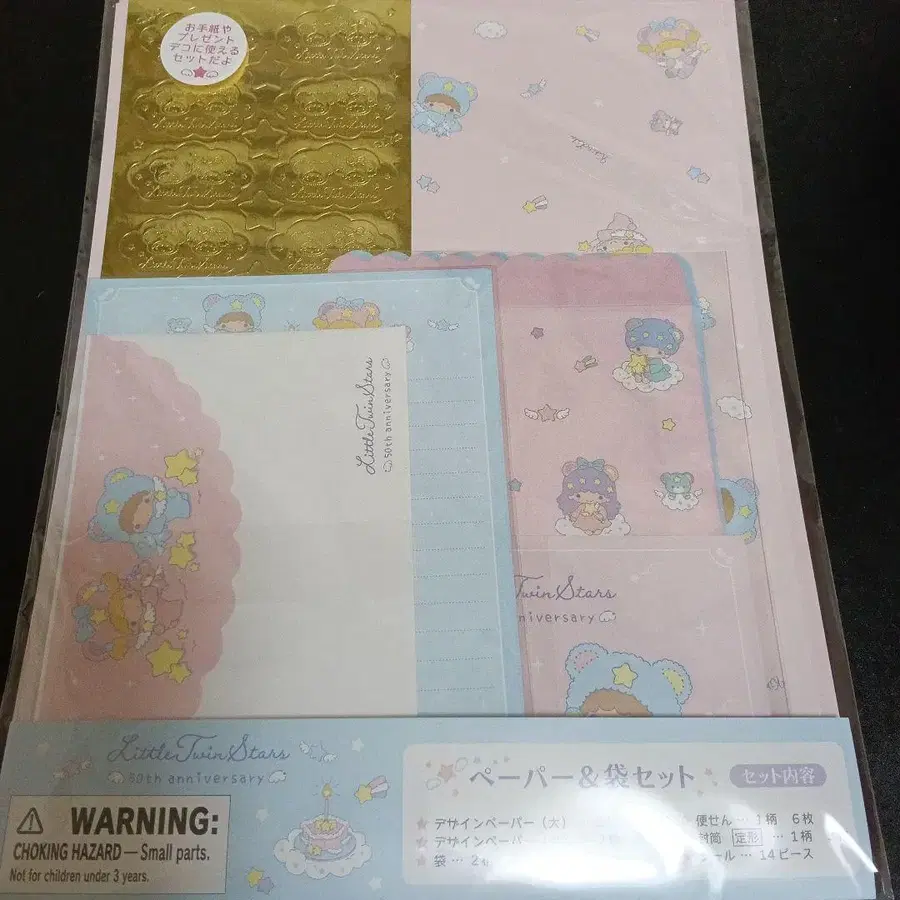 お手紙や
プレゼント
デコに使える
セットだよ
Little Twin Stars
Little Twin Stars
Little Twin Stars
50th anniversary
Twin Stars
niversary
Little Twin Stars
50th anniversary
ペーパー&袋セット
セット内容
デザインペーパー（大）
デザインペーパー
袋 … 2
便せん … 1柄 6枚
封筒 定形 … 1柄
シール … 14ピース
WARNING:
CHOKING HAZARD — Small parts.
Not for children under 3 years.